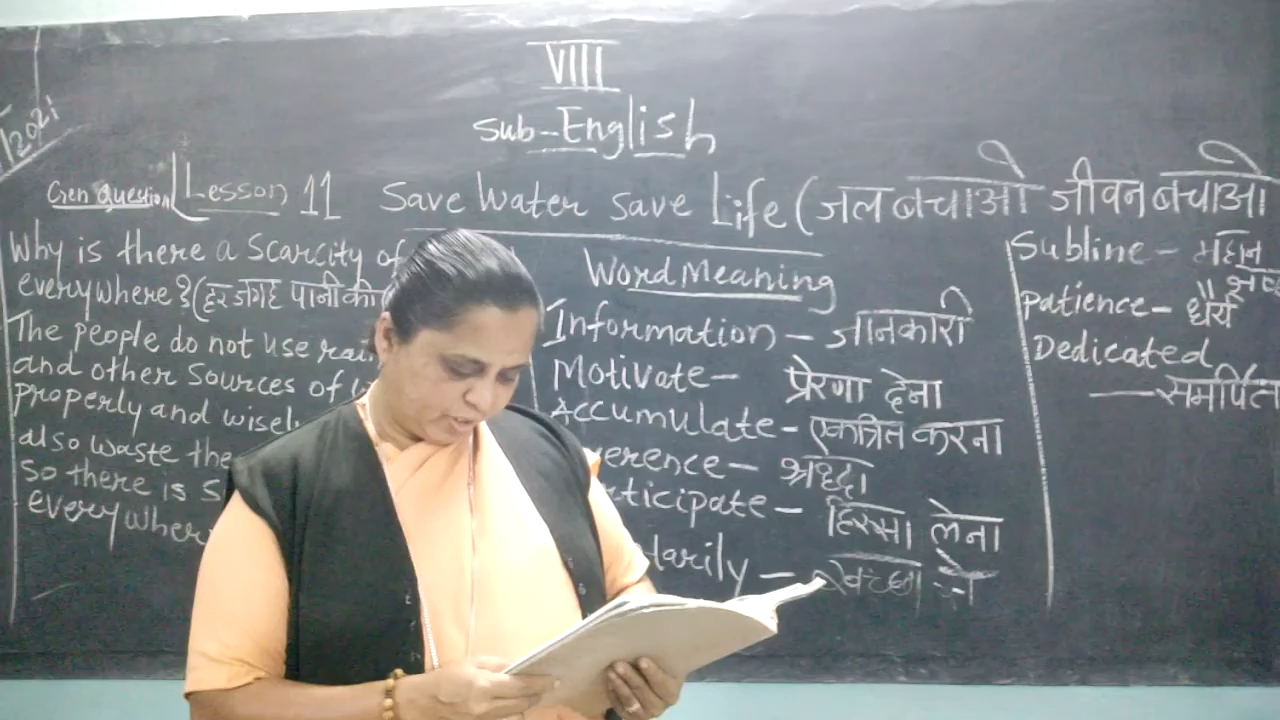 2021
VIII
Sub-English
Gen Question Lesson 11 Save Water Save Life (जल बचाओ जीवन बचाओ
Why is there a Scarcity of
everywhere? (हर जगह पानी की
The people do not use rai
and other Sources of
properly and wisel
also waste the
so there is s
everywher
Word Meaning
Information - जानकारी
Motivate - प्रेरणा देना
Accumulate - एकत्रित करना
erence - श्रध्दा
rticipate - हिस्सा लेना
tarily - स्वेच्छा से
Subline - महान
Patience - धैर्य
Dedicated
- समर्पित